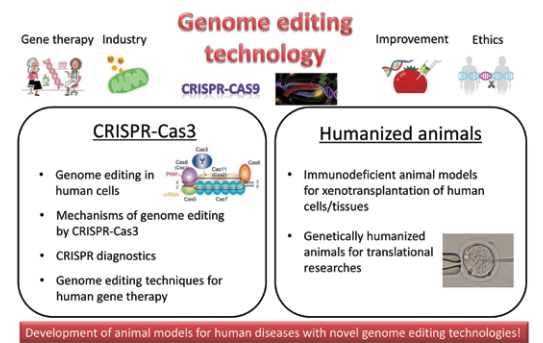 Genome editing
technology
Gene therapy
Industry
Improvement
Ethics
CRISPR-CAS9
CRISPR-Cas3
Cas3
Cas8
Cas11
Cas6
PAM
Cas5
Cas7
• Genome editing in
human cells
• Mechanisms of genome editing
by CRISPR-Cas3
• CRISPR diagnostics
• Genome editing techniques for
human gene therapy
Humanized animals
• Immunodeficient animal models
for xenotransplantation of human
cells/tissues
• Genetically humanized
animals for translational
researches
Development of animal models for human diseases with novel genome editing technologies!